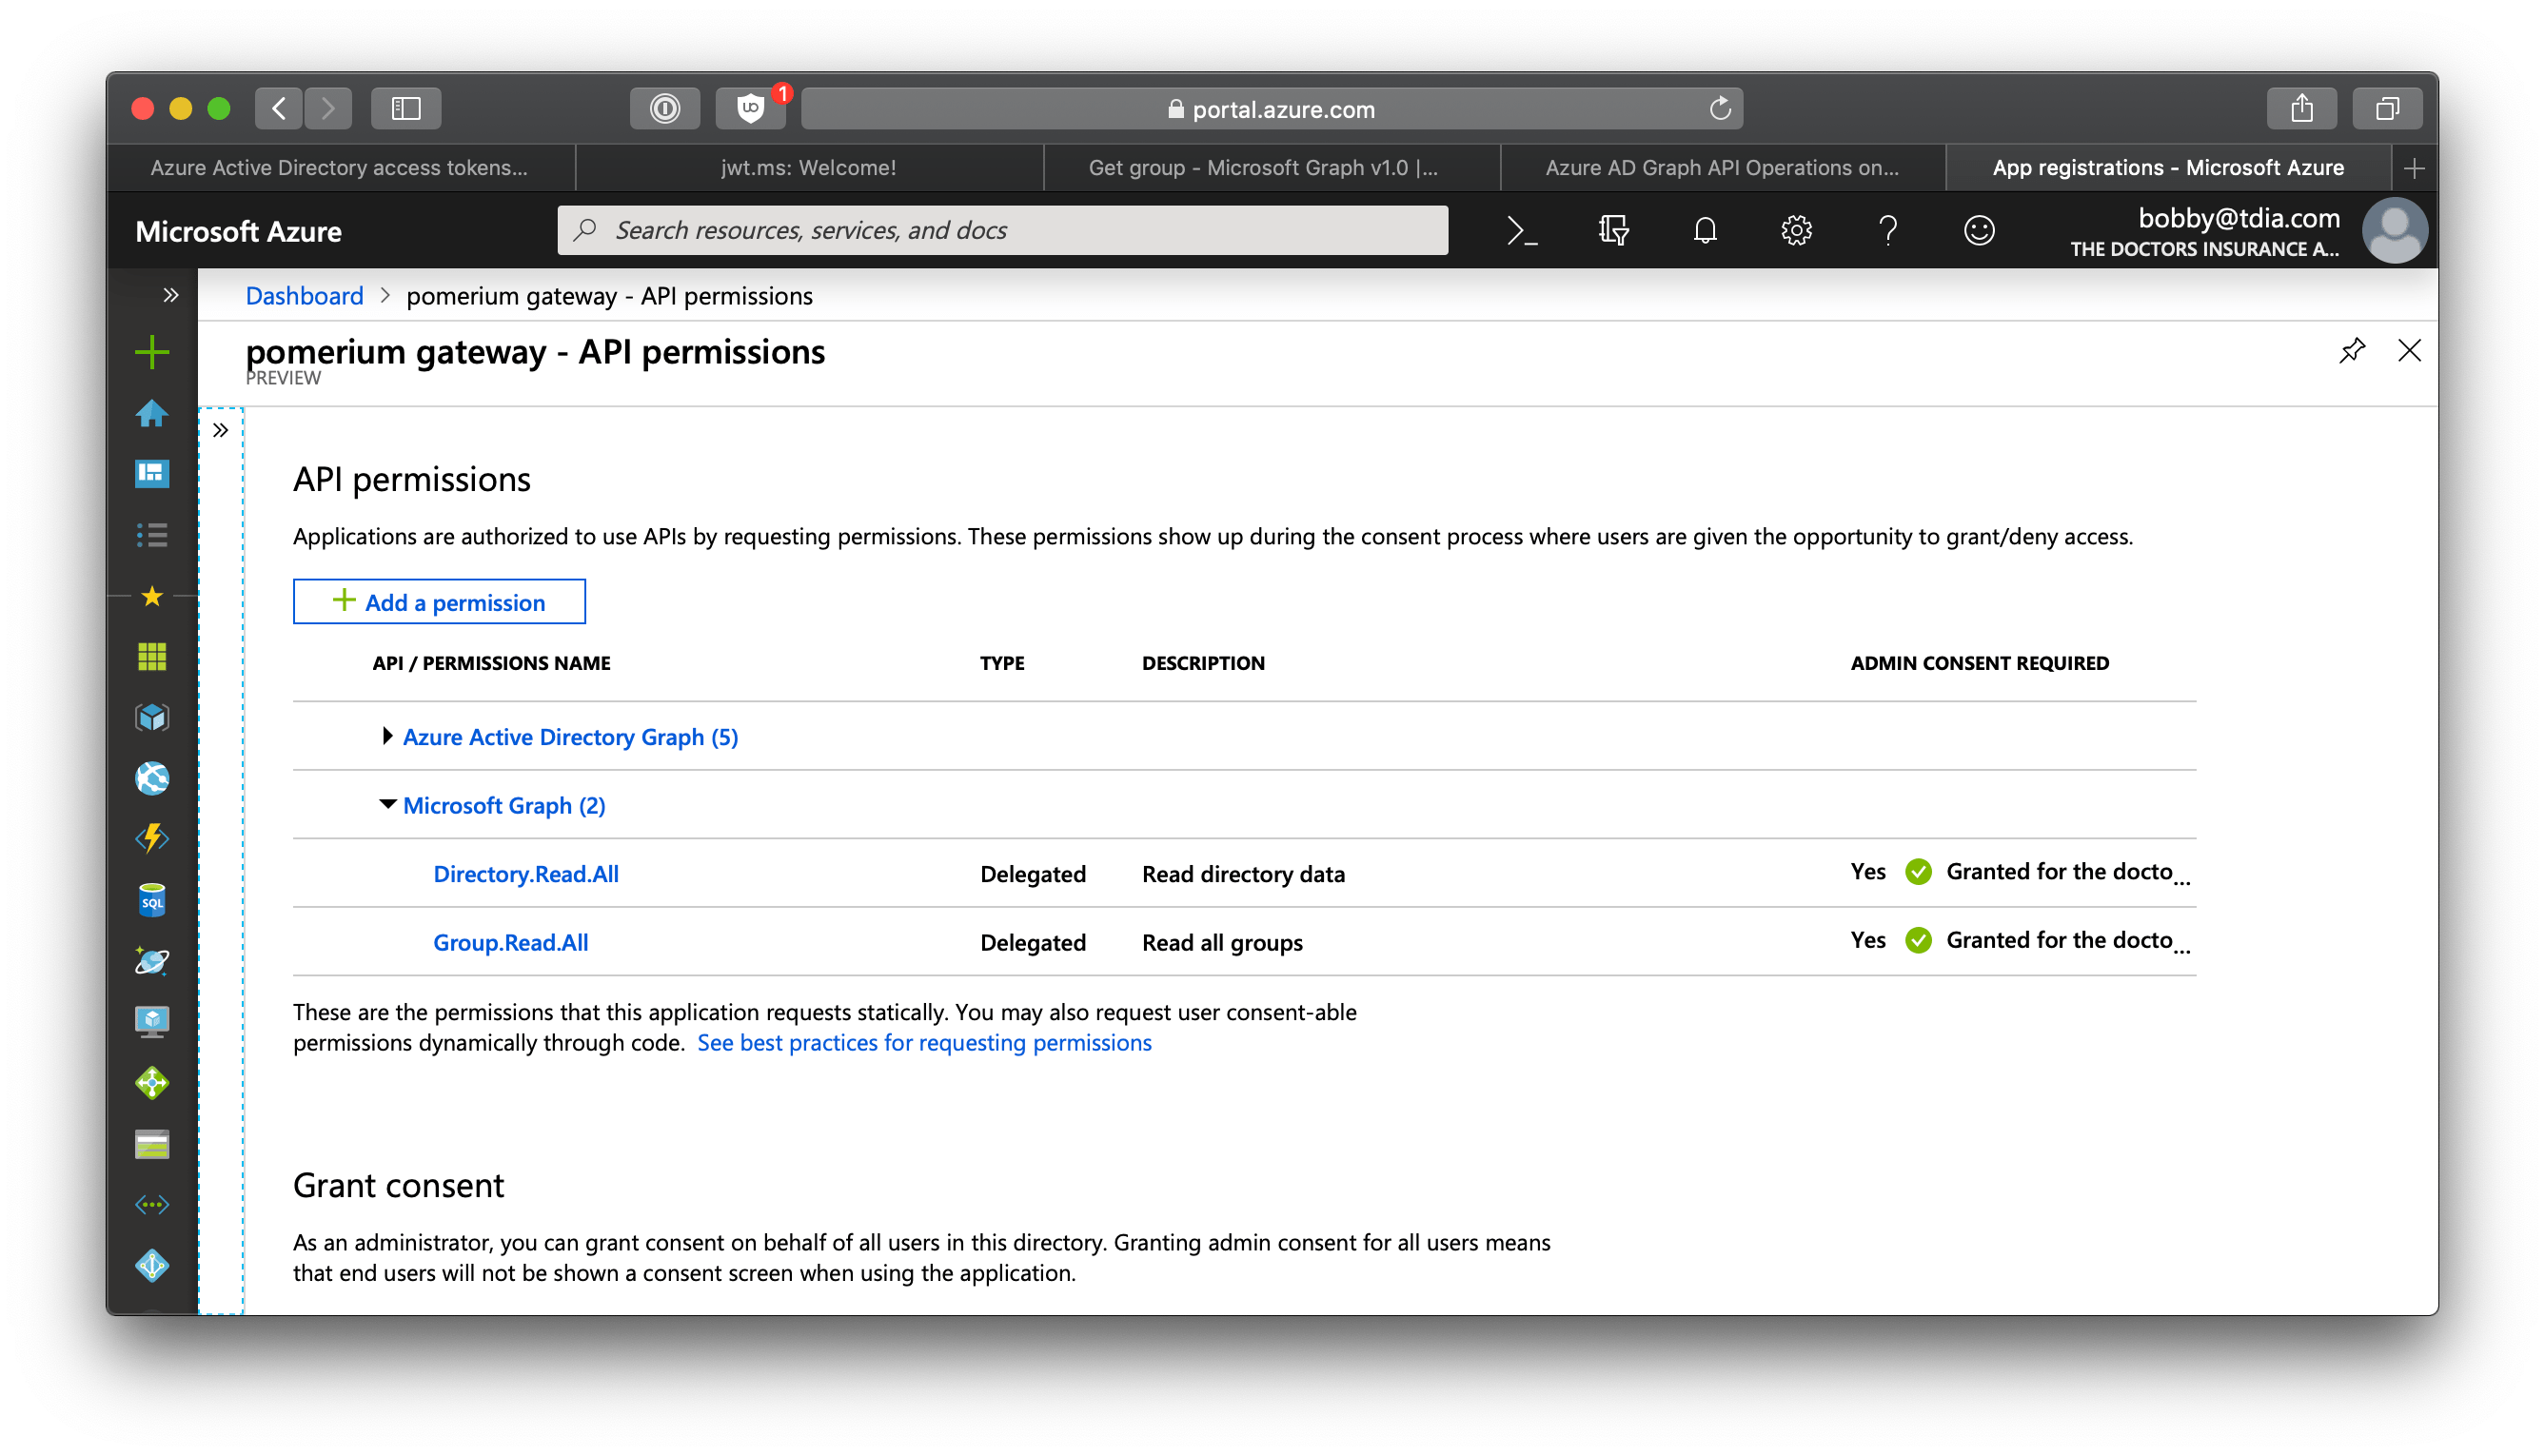 1
portal.azure.com
Azure Active Directory access tokens...
jwt.ms: Welcome!
Get group - Microsoft Graph v1.0 |...
Azure AD Graph API Operations on...
App registrations - Microsoft Azure
Microsoft Azure
Search resources, services, and docs
bobby@tdia.com
THE DOCTORS INSURANCE A...
Dashboard > pomerium gateway - API permissions
pomerium gateway - API permissions
PREVIEW
API permissions
Applications are authorized to use APIs by requesting permissions. These permissions show up during the consent process where users are given the opportunity to grant/deny access.
Add a permission
API / PERMISSIONS NAME TYPE DESCRIPTION ADMIN CONSENT REQUIRED
Azure Active Directory Graph (5)
Microsoft Graph (2)
Directory.Read.All Delegated Read directory data Yes Granted for the docto...
Group.Read.All Delegated Read all groups Yes Granted for the docto...
These are the permissions that this application requests statically. You may also request user consent-able
permissions dynamically through code. See best practices for requesting permissions
Grant consent
As an administrator, you can grant consent on behalf of all users in this directory. Granting admin consent for all users means
that end users will not be shown a consent screen when using the application.
SQL